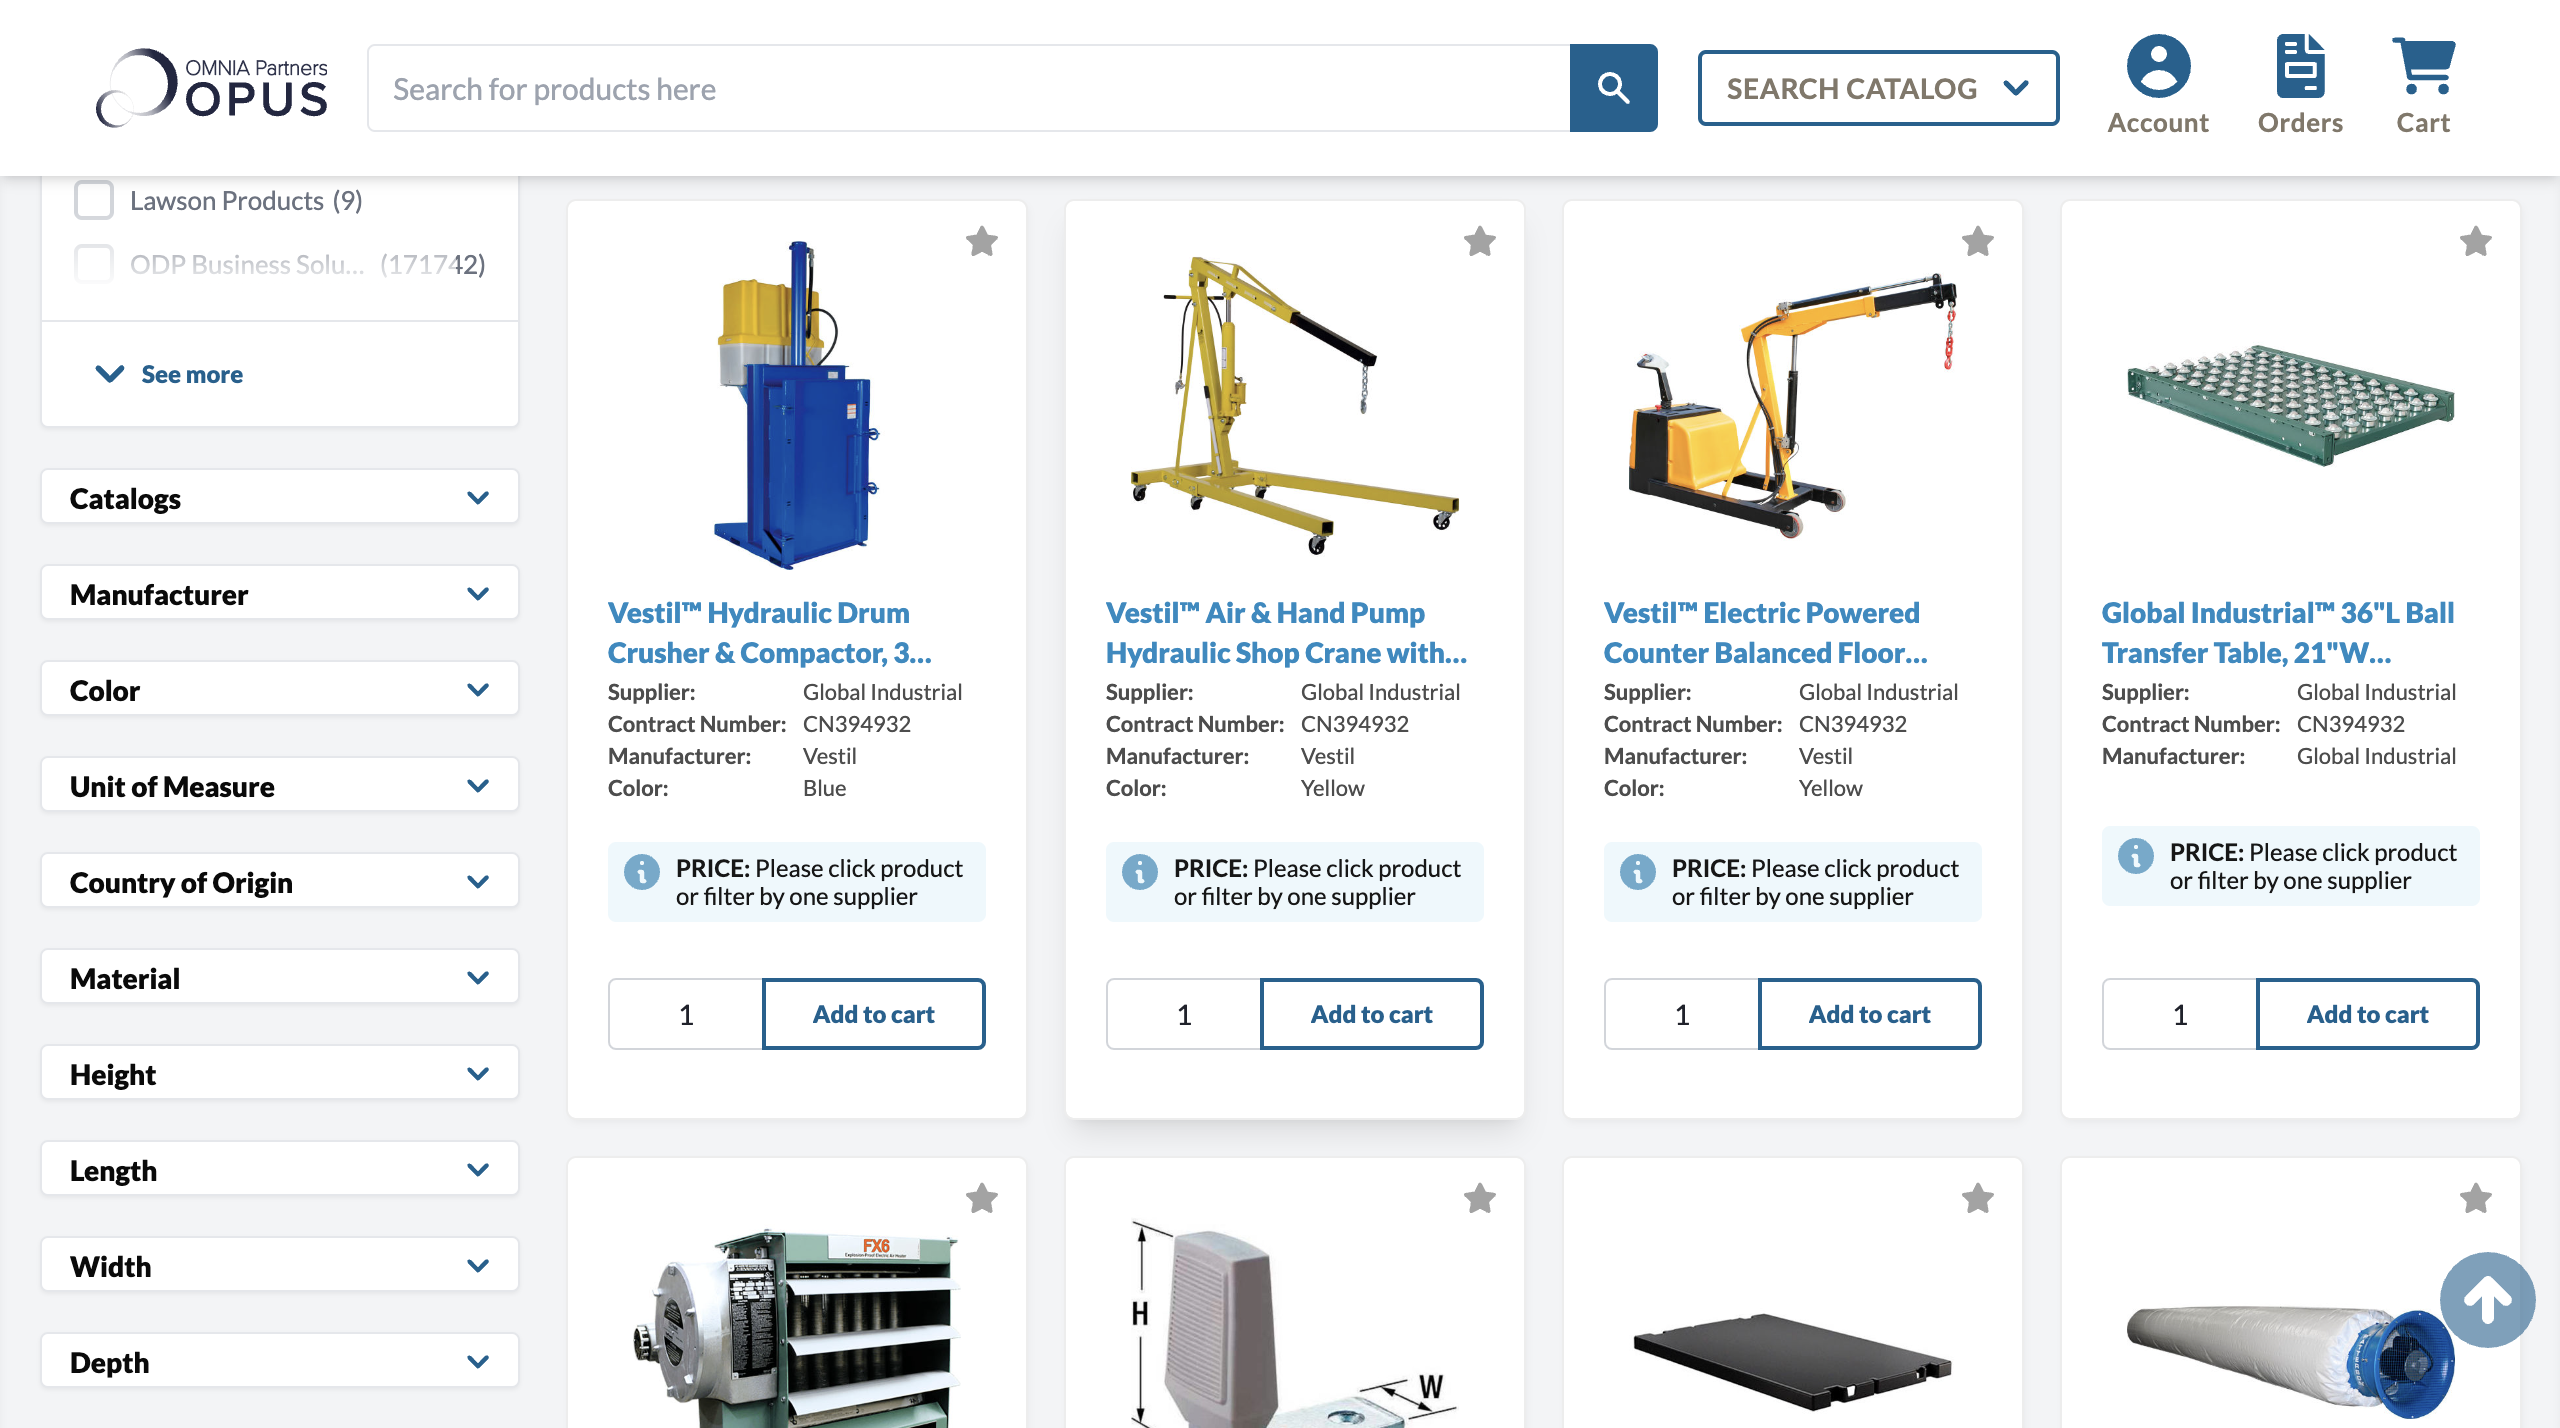 OMNIA Partners
OPUS
Search for products here
SEARCH CATALOG
Account
Orders
Cart
Lawson Products (9)
ODP Business Solu... (171742)
See more
Catalogs
Manufacturer
Color
Unit of Measure
Country of Origin
Material
Height
Length
Width
Depth
Vestil™ Hydraulic Drum
Crusher & Compactor, 3...
Supplier: Global Industrial
Contract Number: CN394932
Manufacturer: Vestil
Color: Blue
PRICE: Please click product
or filter by one supplier
1
Add to cart
Vestil™ Air & Hand Pump
Hydraulic Shop Crane with...
Supplier: Global Industrial
Contract Number: CN394932
Manufacturer: Vestil
Color: Yellow
PRICE: Please click product
or filter by one supplier
1
Add to cart
Vestil™ Electric Powered
Counter Balanced Floor...
Supplier: Global Industrial
Contract Number: CN394932
Manufacturer: Vestil
Color: Yellow
PRICE: Please click product
or filter by one supplier
1
Add to cart
Global Industrial™ 36"L Ball
Transfer Table, 21"W...
Supplier: Global Industrial
Contract Number: CN394932
Manufacturer: Global Industrial
PRICE: Please click product
or filter by one supplier
1
Add to cart
FX6
Explosion-Proof Electric Air Heater
H
W